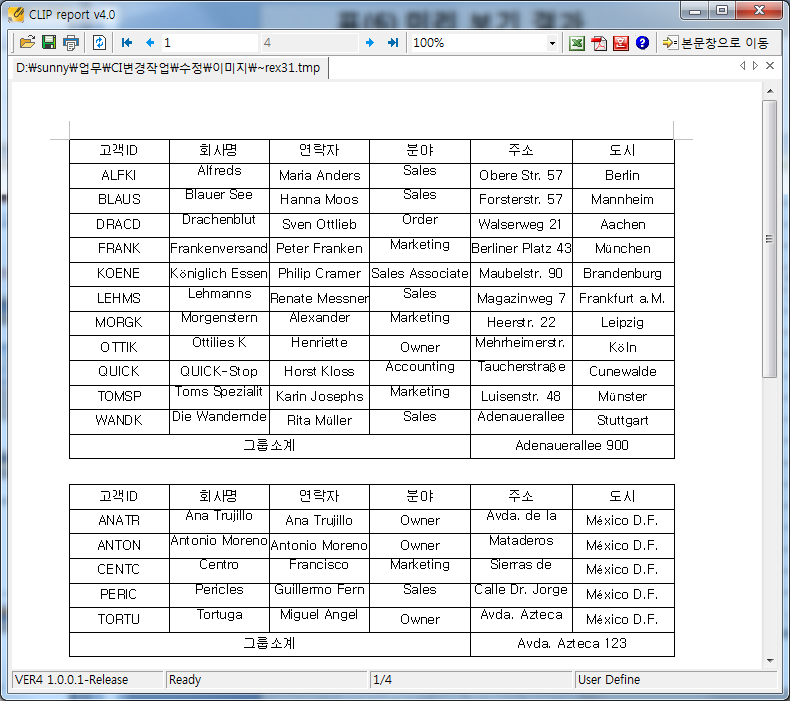 표(6) 미리 보기 결과
CLIP report v4.0
1 4 100% 본문창으로 이동
D:\sunny\업무\CI변경작업\수정\이미지\~rex31.tmp
고객ID 회사명 연락자 분야 주소 도시
ALFKI Alfreds Maria Anders Sales Obere Str. 57 Berlin
BLAUS Blauer See Hanna Moos Sales Forsterstr. 57 Mannheim
DRACD Drachenblut Sven Ottlieb Order Walserweg 21 Aachen
FRANK Frankenversand Peter Franken Marketing Berliner Platz 43 München
KOENE Königlich Essen Philip Cramer Sales Associate Maubelstr. 90 Brandenburg
LEHMS Lehmanns Renate Messner Sales Magazinweg 7 Frankfurt a.M.
MORGK Morgenstern Alexander Marketing Heerstr. 22 Leipzig
OTTIK Ottilies K Henriette Owner Mehrheimerstr. Köln
QUICK QUICK-Stop Horst Kloss Accounting Taucherstraße Cunewalde
TOMSP Toms Spezialit Karin Josephs Marketing Luisenstr. 48 Münster
WANDK Die Wandernde Rita Müller Sales Adenauerallee Stuttgart
그룹소계 Adenauerallee 900
고객ID 회사명 연락자 분야 주소 도시
ANATR Ana Trujillo Ana Trujillo Owner Avda. de la México D.F.
ANTON Antonio Moreno Antonio Moreno Owner Mataderos México D.F.
CENTC Centro Francisco Marketing Sierras de México D.F.
PERIC Pericles Guillermo Fern Sales Calle Dr. Jorge México D.F.
TORTU Tortuga Miguel Angel Owner Avda. Azteca México D.F.
그룹소계 Avda. Azteca 123
VER4 1.0.0.1-Release Ready 1/4 User Define